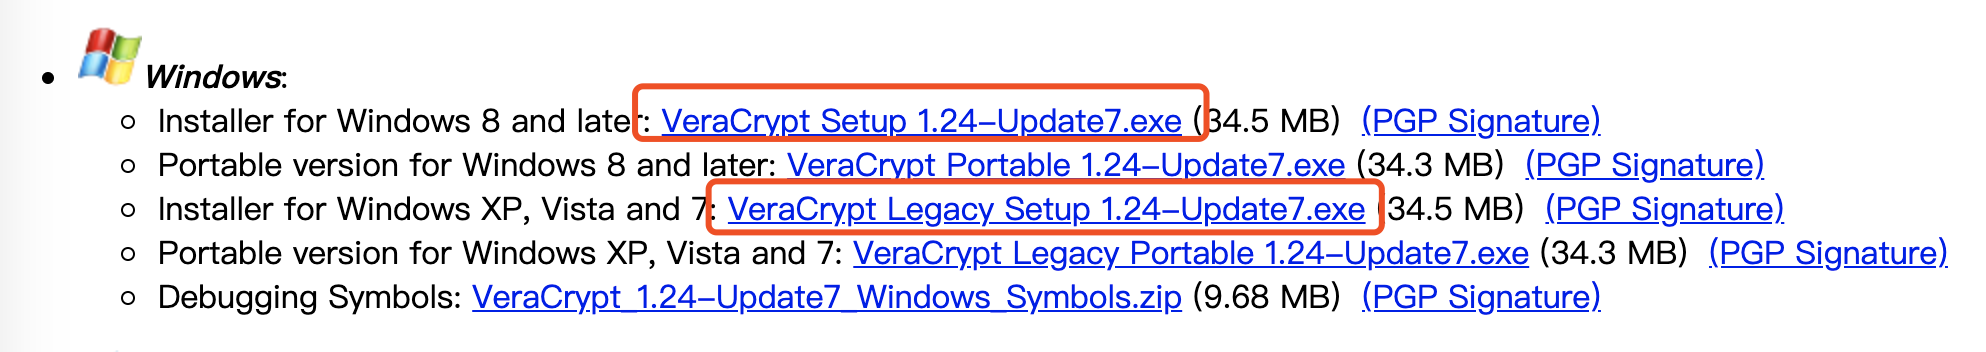 Windows:
Installer for Windows 8 and later: VeraCrypt Setup 1.24-Update7.exe (34.5 MB) (PGP Signature)
Portable version for Windows 8 and later: VeraCrypt Portable 1.24-Update7.exe (34.3 MB) (PGP Signature)
Installer for Windows XP, Vista and 7: VeraCrypt Legacy Setup 1.24-Update7.exe (34.5 MB) (PGP Signature)
Portable version for Windows XP, Vista and 7: VeraCrypt Legacy Portable 1.24-Update7.exe (34.3 MB) (PGP Signature)
Debugging Symbols: VeraCrypt_1.24-Update7_Windows_Symbols.zip (9.68 MB) (PGP Signature)